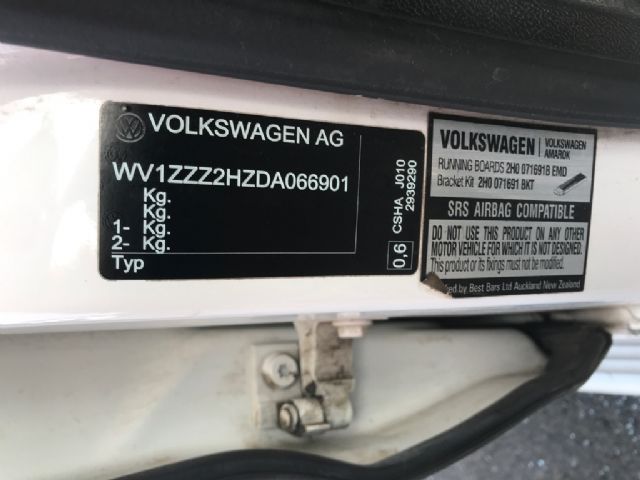 VOLKSWAGEN AG
WV1ZZZ2HZDA066901
Kg.
Kg.
1- Kg.
2- Kg.
Typ
CSHA J010
2939290
0,6
VOLKSWAGEN
VOLKSWAGEN
AMAROK
RUNNING BOARDS 2H0 071691B EMD
Bracket Kit 2H0 071691 BKT
SRS AIRBAG COMPATIBLE
DO NOT USE THIS PRODUCT ON ANY OTHER
MOTOR VEHICLE FOR WHICH IT IS NOT DESIGNED.
This product or its fixings must not be modified.
red by Best Bars Ltd Auckland New Zealand